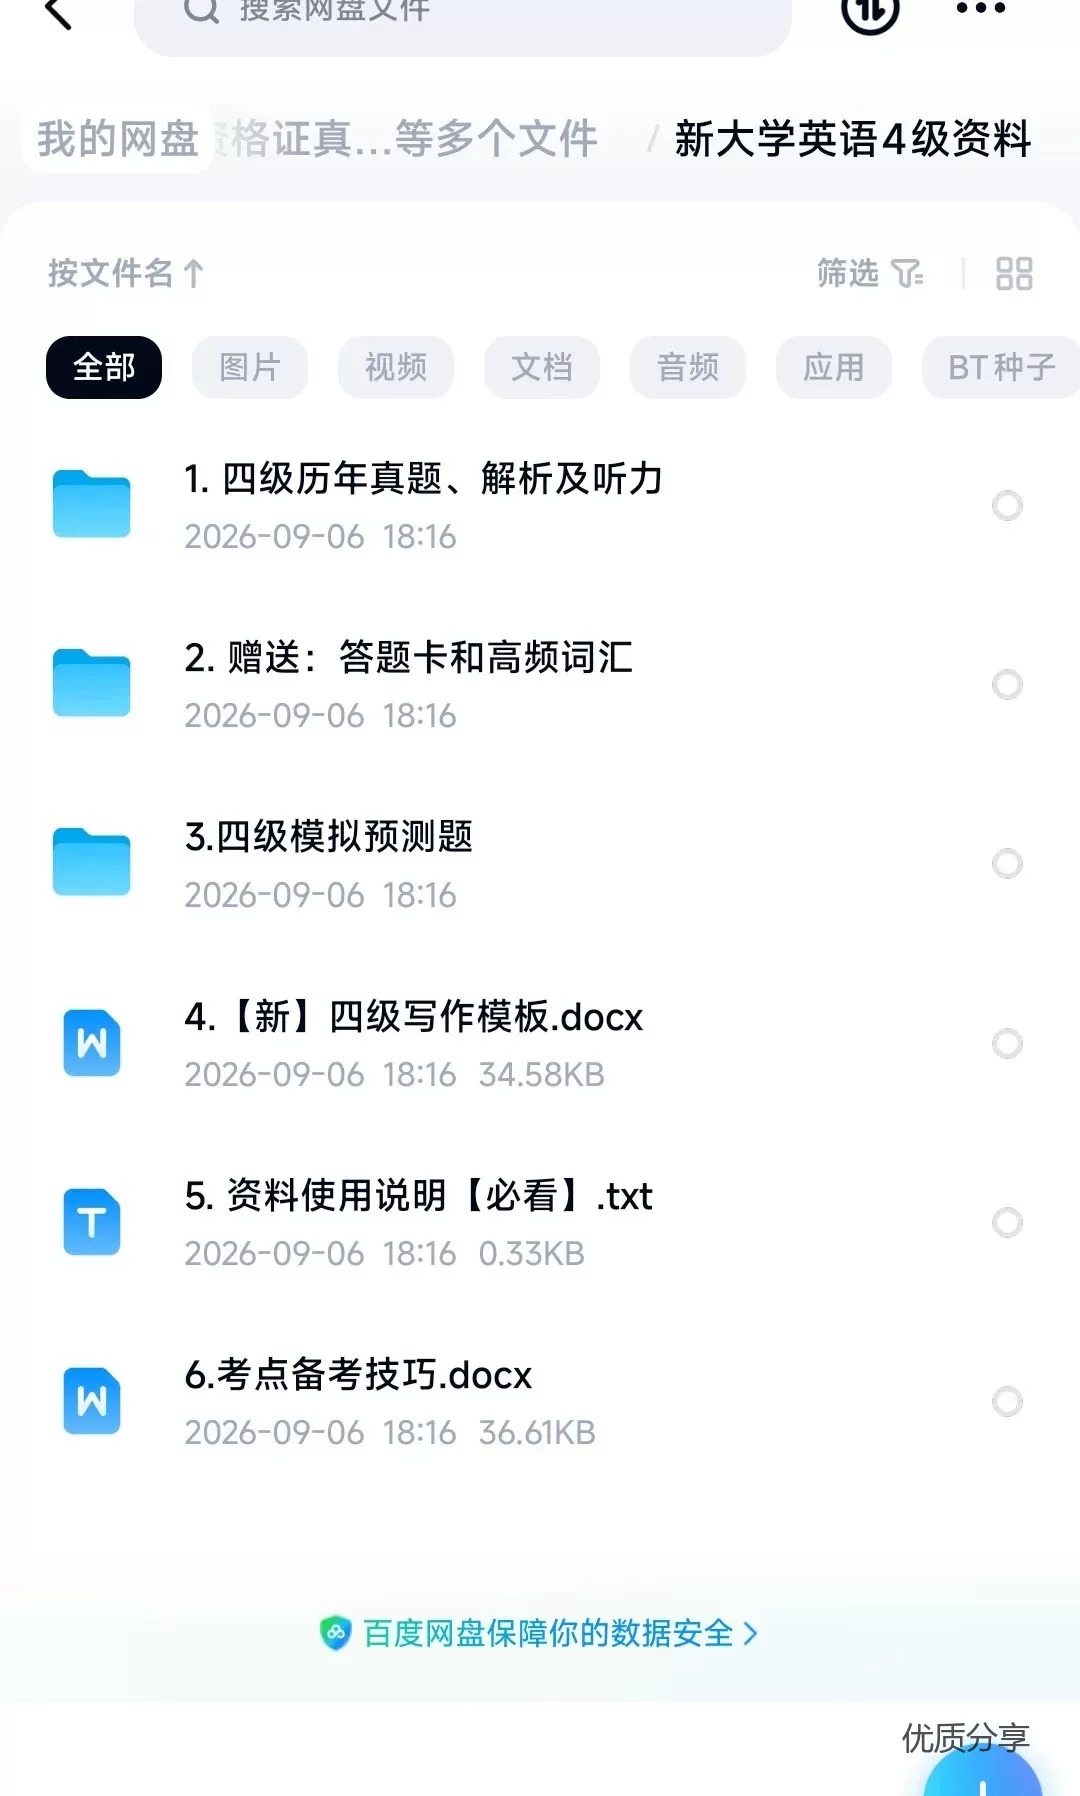 搜索网盘文件
我的网盘 资格证真...等多个文件 / 新大学英语4级资料
按文件名↑ 筛选
全部 图片 视频 文档 音频 应用 BT种子
1. 四级历年真题、解析及听力
2026-09-06 18:16
2. 赠送：答题卡和高频词汇
2026-09-06 18:16
3.四级模拟预测题
2026-09-06 18:16
4.【新】四级写作模板.docx
2026-09-06 18:16 34.58KB
5. 资料使用说明【必看】.txt
2026-09-06 18:16 0.33KB
6.考点备考技巧.docx
2026-09-06 18:16 36.61KB
百度网盘保障你的数据安全
优质分享